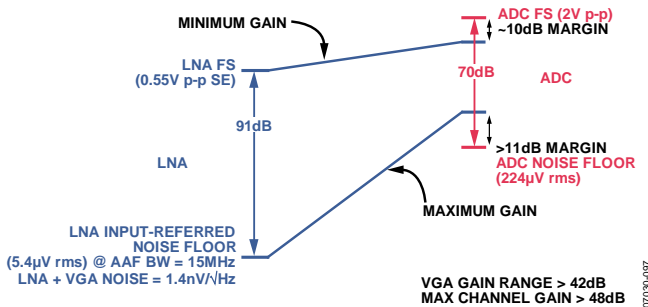 MINIMUM GAIN
ADC FS (2V p-p)
~10dB MARGIN
LNA FS
(0.55V p-p SE)
70dB
ADC
91dB
LNA
>11dB MARGIN
ADC NOISE FLOOR
(224µV rms)
MAXIMUM GAIN
LNA INPUT-REFERRED
NOISE FLOOR
(5.4µV rms) @ AAF BW = 15MHz
LNA + VGA NOISE = 1.4nV/√Hz
VGA GAIN RANGE > 42dB
MAX CHANNEL GAIN > 48dB
07030-097